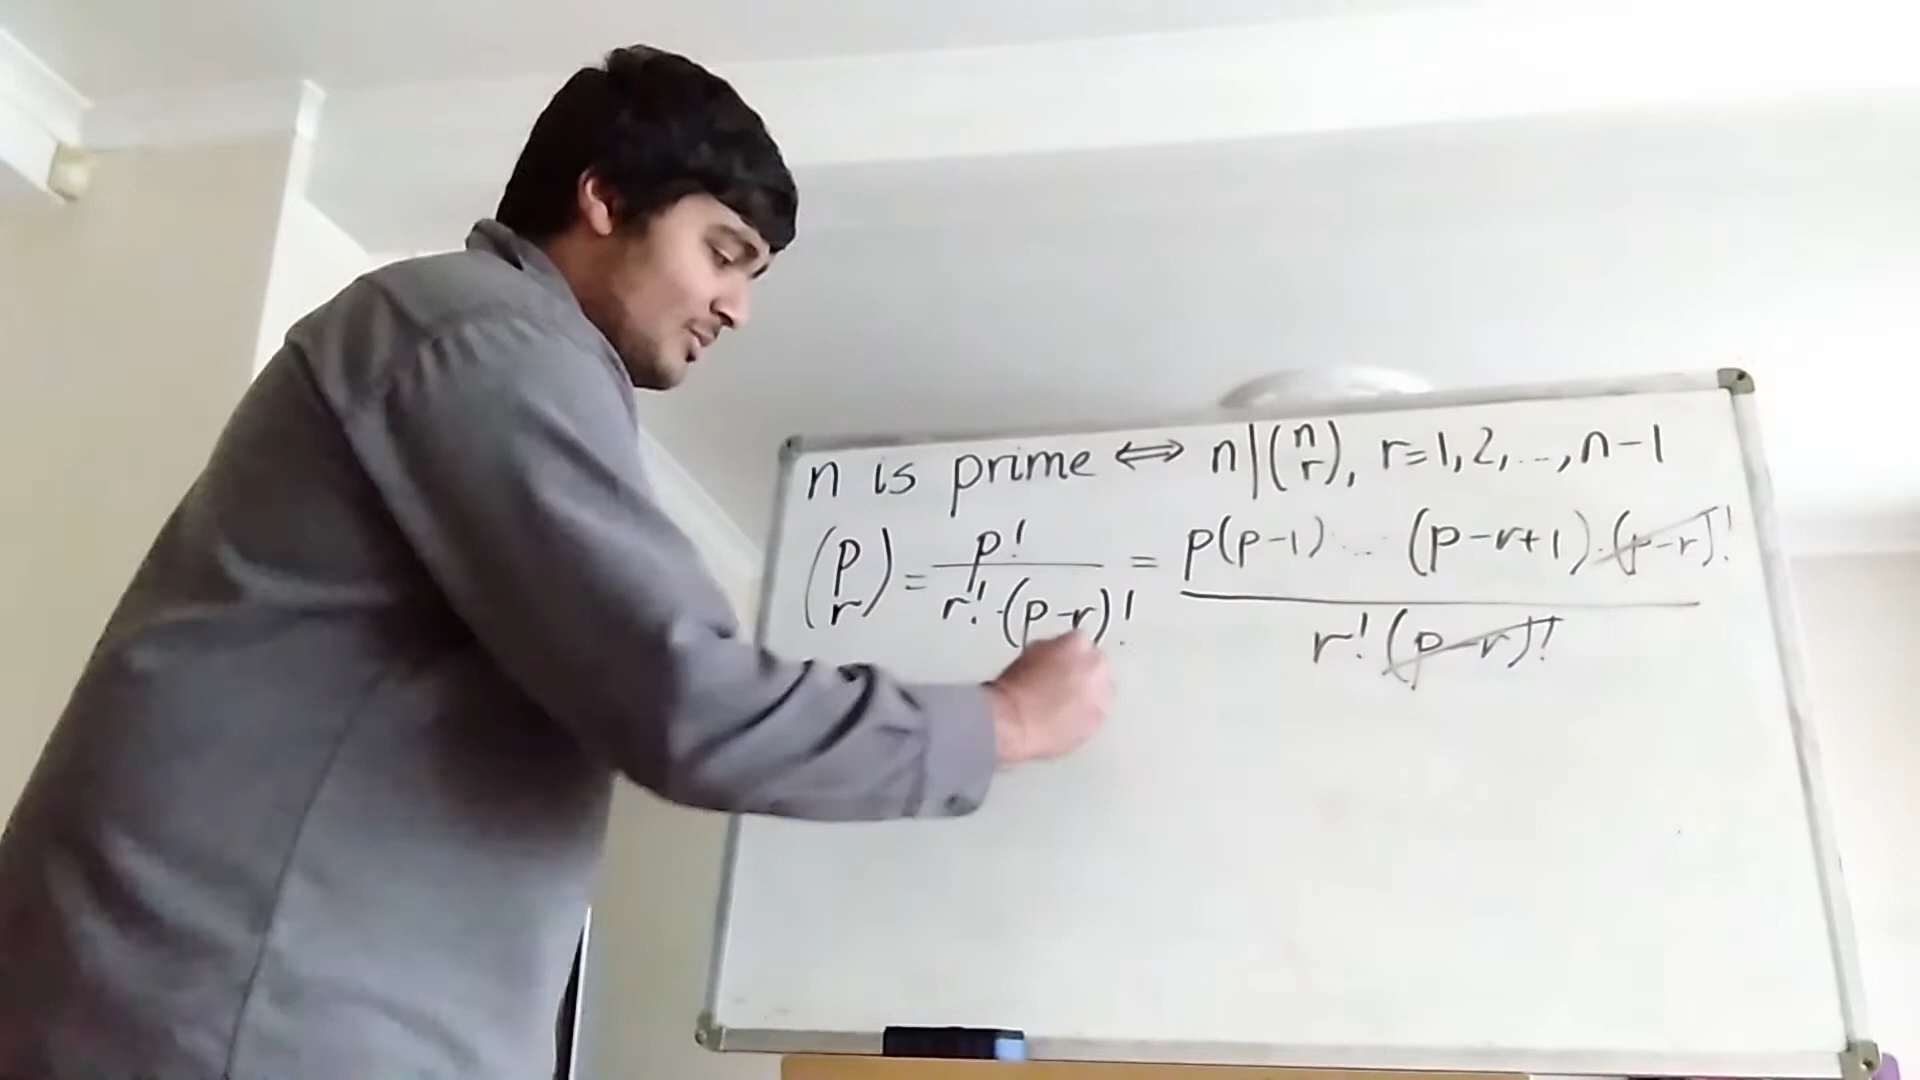 n is prime ⟺ n|(n r), r=1,2,...,n-1
(p r) = p! / r!·(p-r)! = p(p-1)...(p-r+1)·(p-r)! / r!(p-r)!